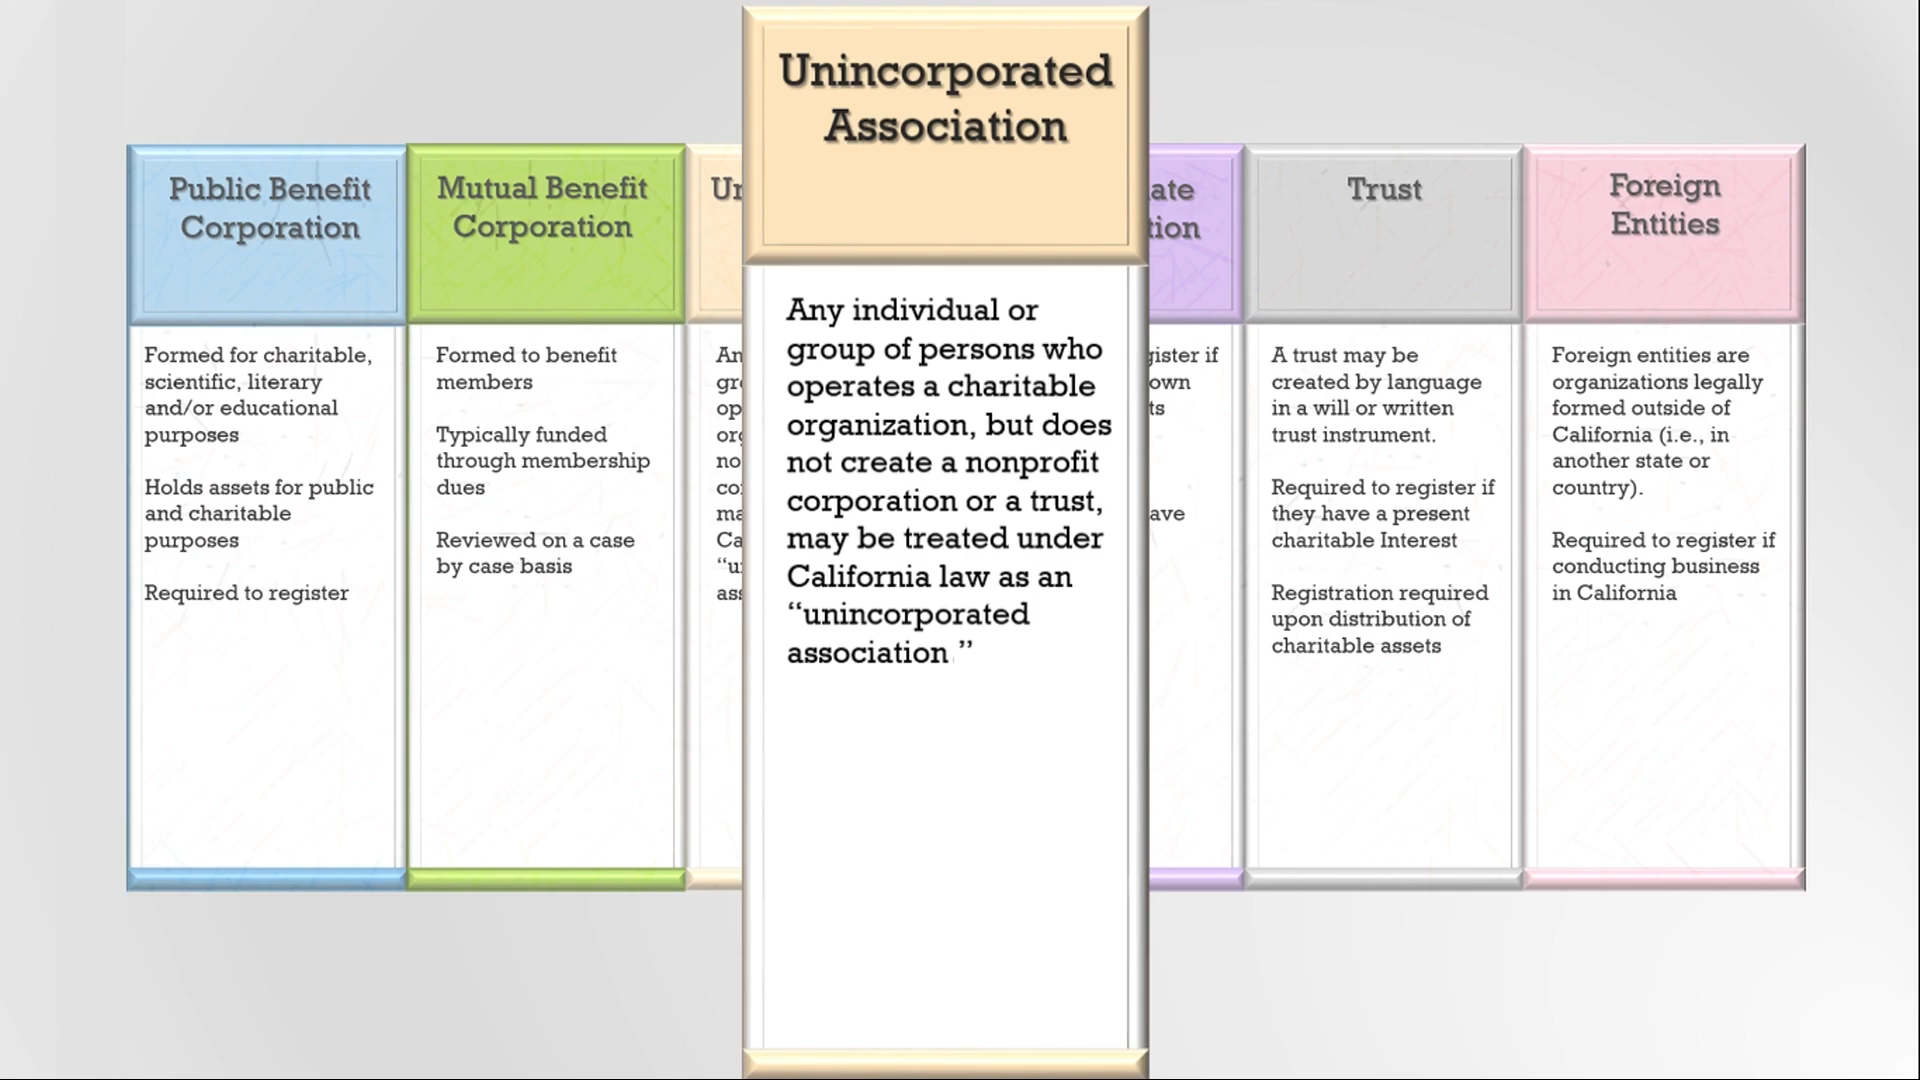 Unincorporated
Association
Any individual or
group of persons who
operates a charitable
organization, but does
not create a nonprofit
corporation or a trust,
may be treated under
California law as an
“unincorporated
association ”
Public Benefit
Corporation
Formed for charitable,
scientific, literary
and/or educational
purposes
Holds assets for public
and charitable
purposes
Required to register
Mutual Benefit
Corporation
Formed to benefit
members
Typically funded
through membership
dues
Reviewed on a case
by case basis
Trust
A trust may be
created by language
in a will or written
trust instrument.
Required to register if
they have a present
charitable Interest
Registration required
upon distribution of
charitable assets
Foreign
Entities
Foreign entities are
organizations legally
formed outside of
California (i.e., in
another state or
country).
Required to register if
conducting business
in California